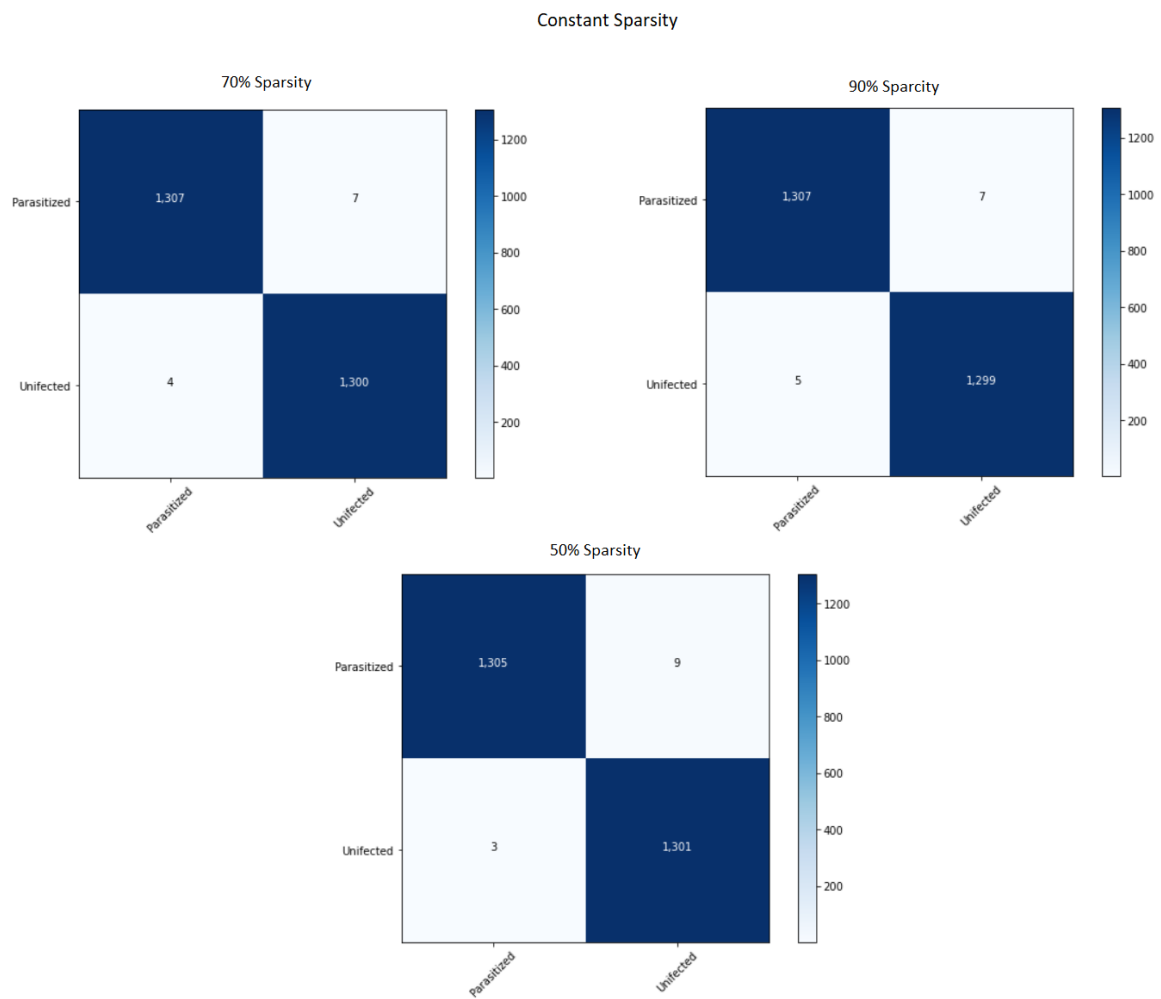 Constant Sparsity
70% Sparsity
1,307 7
4 1,300
Parasitized
Unifected
Parasitized
Unifected
1200
1000
800
600
400
200
90% Sparcity
1,307 7
5 1,299
Parasitized
Unifected
Parasitized
Unifected
1200
1000
800
600
400
200
50% Sparsity
1,305 9
3 1,301
Parasitized
Unifected
Parasitized
Unifected
1200
1000
800
600
400
200